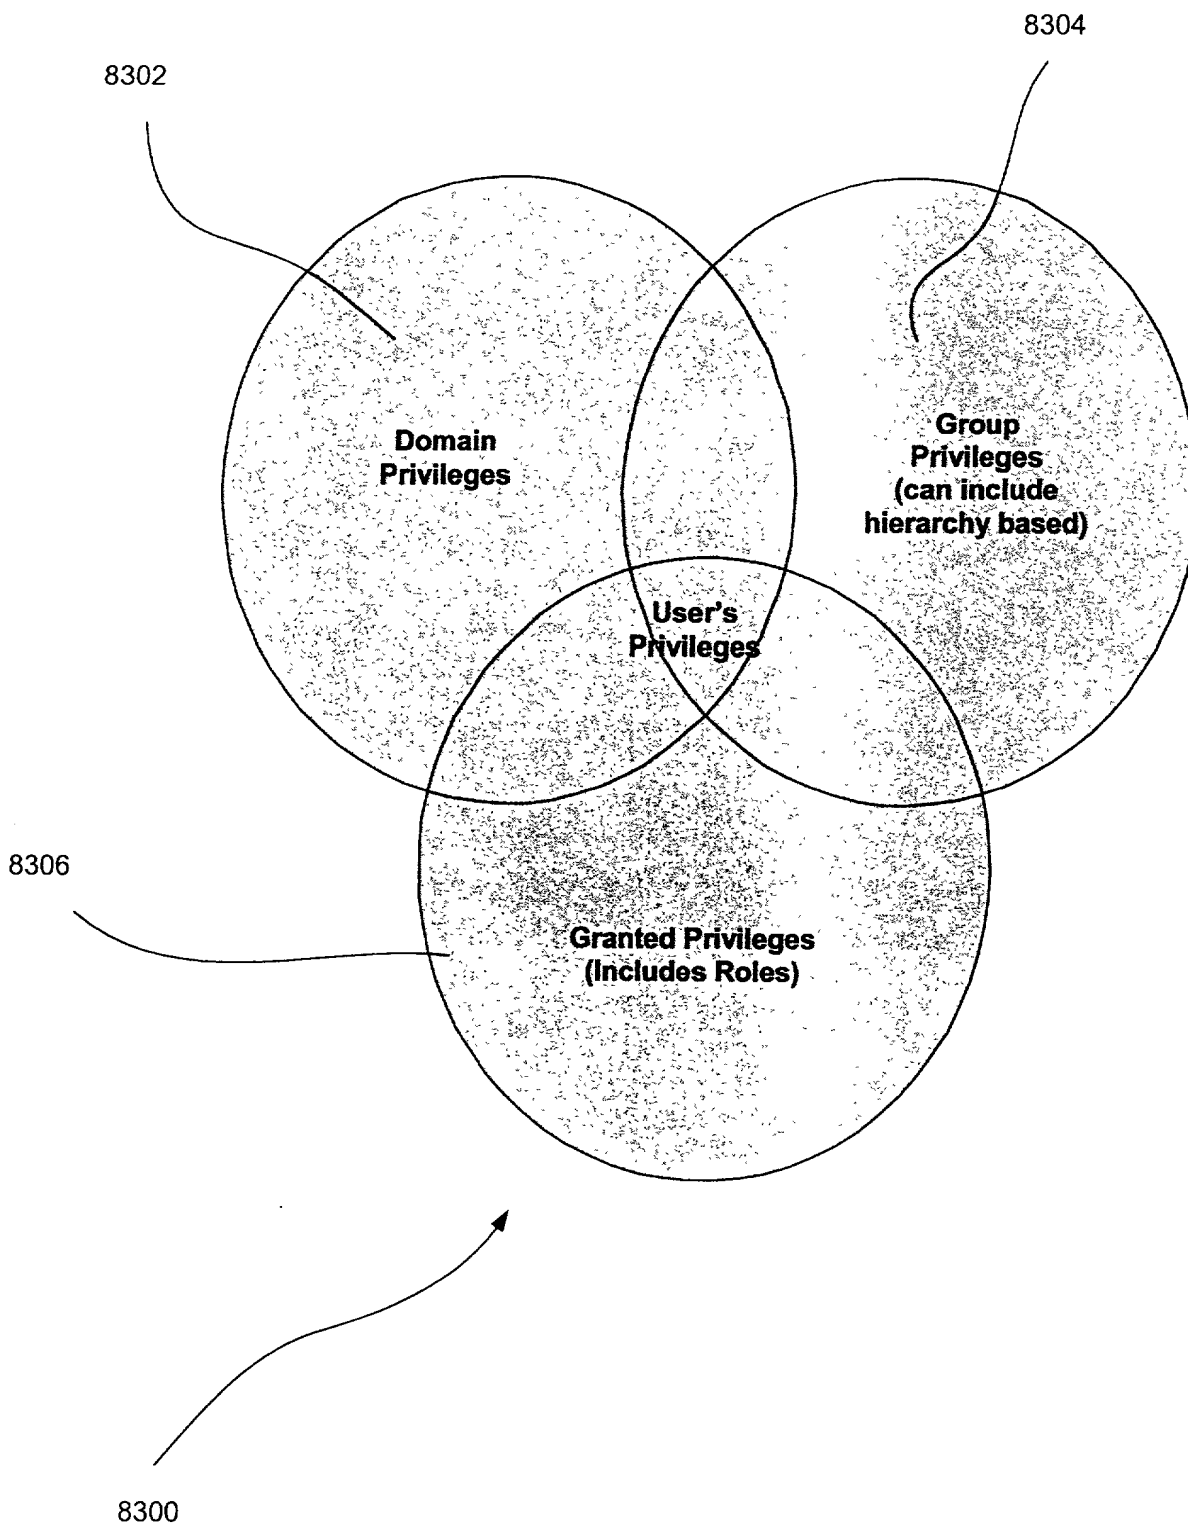 8304
8302
Domain
Privileges
Group
Privileges
(can include
hierarchy based)
User's
Privileges
8306
Granted Privileges
(Includes Roles)
8300